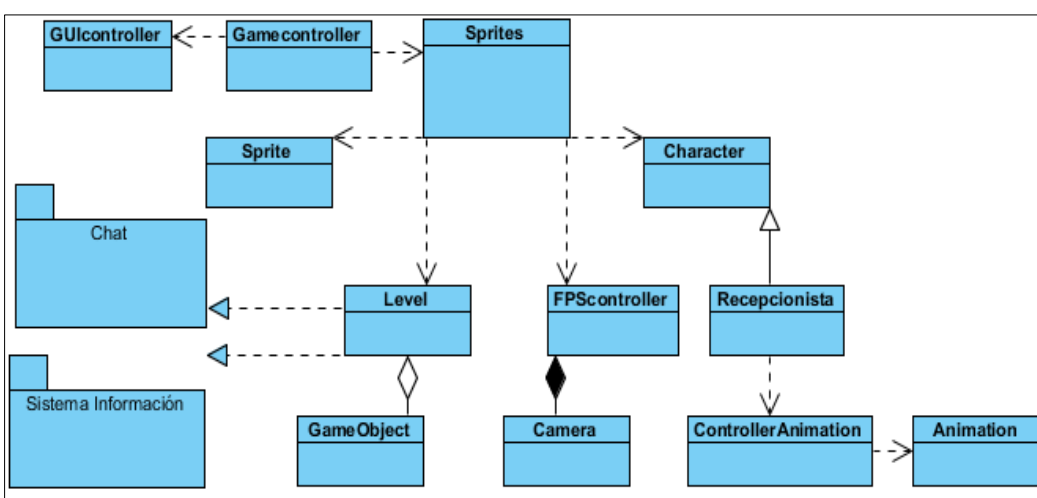 GUIcontroller
Gamecontroller
Sprites
Sprite
Character
Chat
Level
FPScontroller
Recepcionista
Sistema Información
GameObject
Camera
ControllerAnimation
Animation